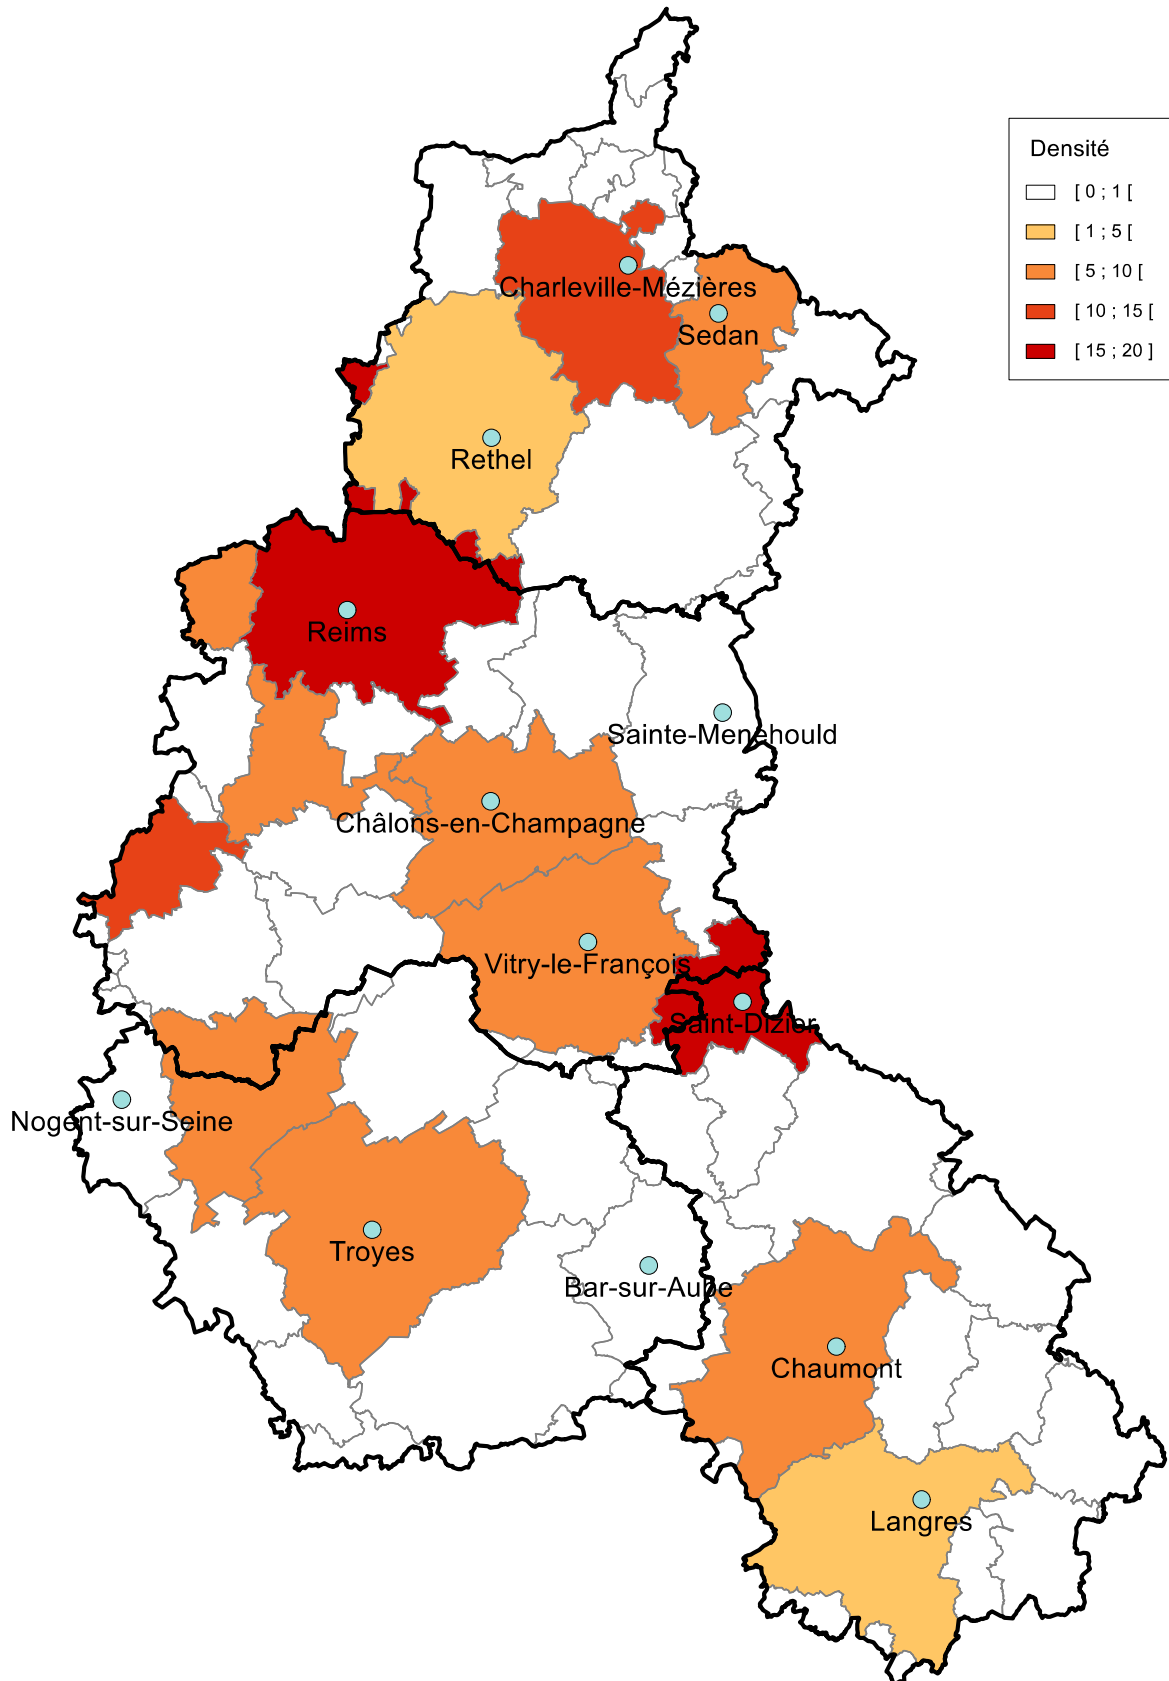 Densité
[ 0 ; 1 [
[ 1 ; 5 [
[ 5 ; 10 [
[ 10 ; 15 [
[ 15 ; 20 ]
Charleville-Mézières
Sedan
Rethel
Reims
Sainte-Menehould
Châlons-en-Champagne
Vitry-le-François
Saint-Dizier
Nogent-sur-Seine
Troyes
Bar-sur-Aube
Chaumont
Langres